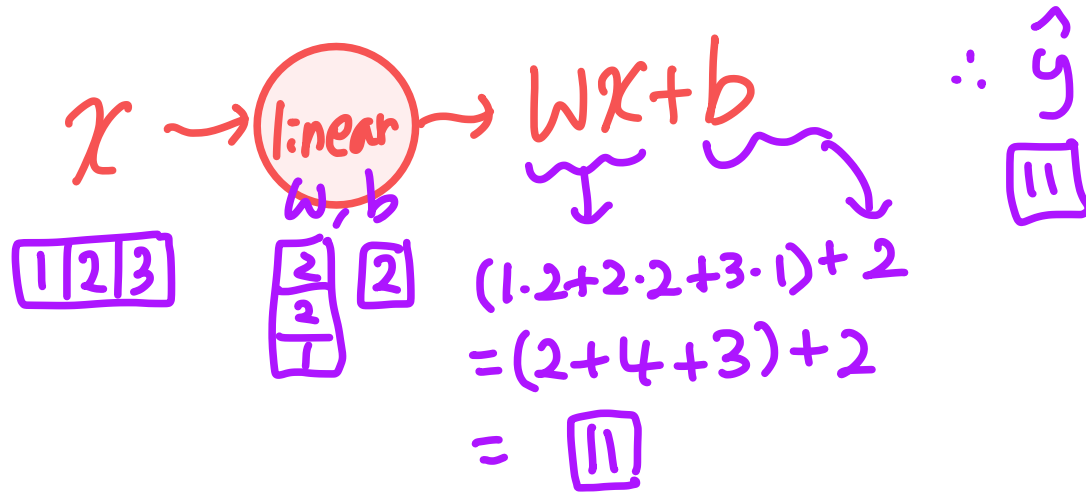 x → linear → Wx+b
∴ ŷ
w, b
11
1 2 3
2
2
1
2
(1·2+2·2+3·1)+2
=(2+4+3)+2
= 11